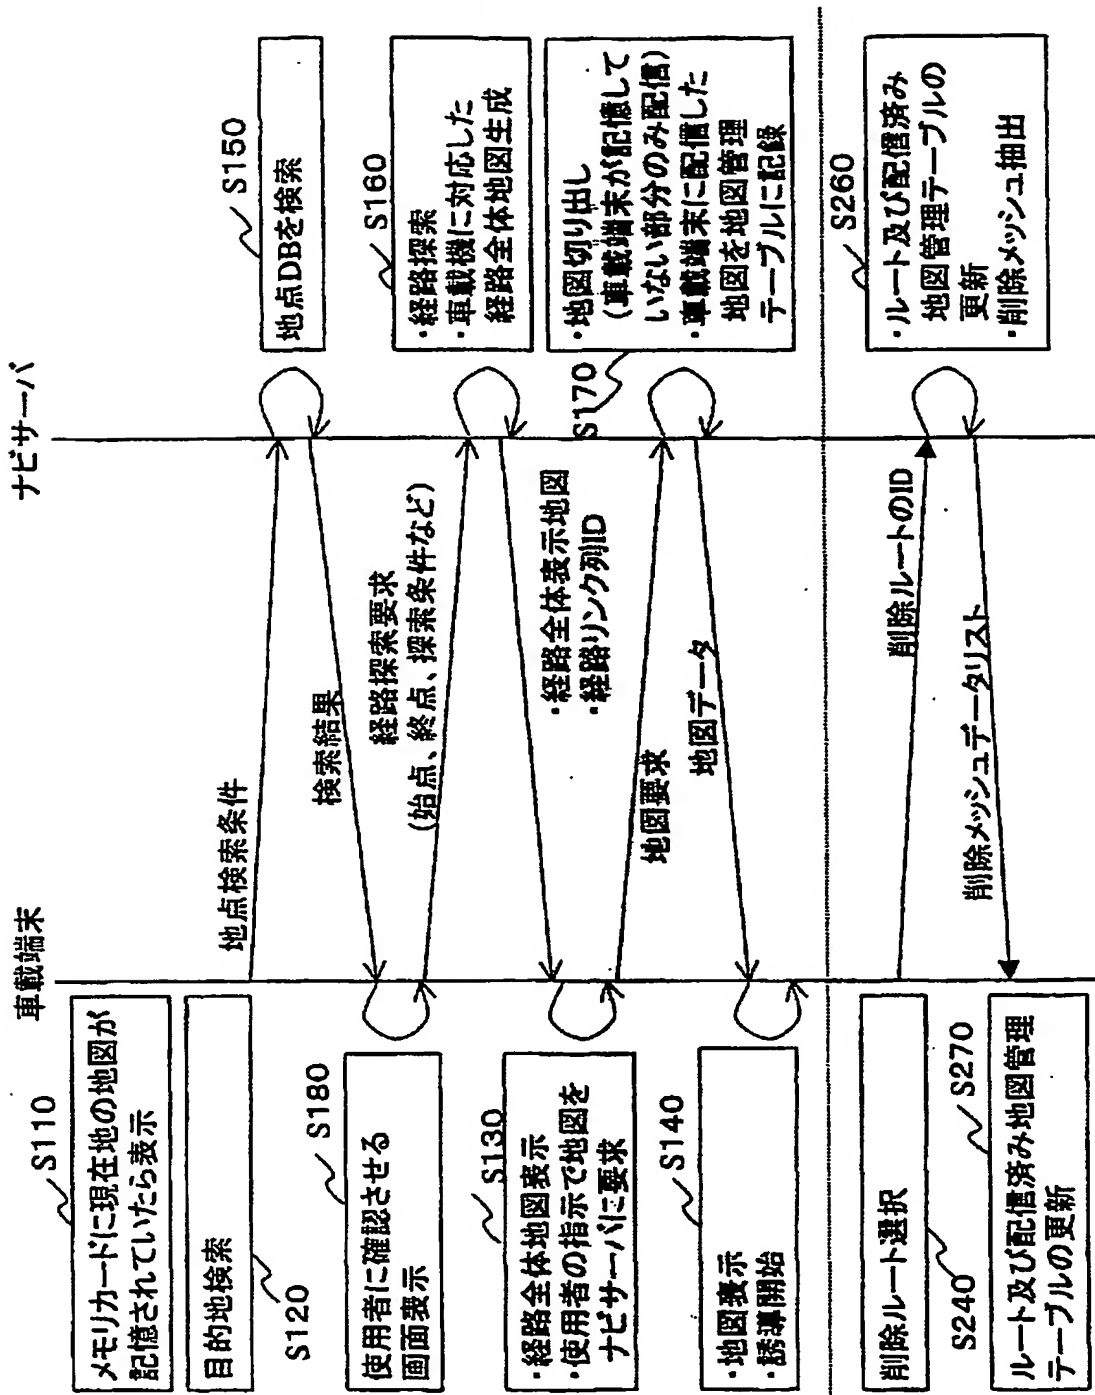 車載端末
ナビサーバ
S110
メモリカードに現在地の地図が
記憶されていたら表示
目的地検索
S120
地点検索条件
S150
地点DBを検索
検索結果
S180
使用者に確認させる
画面表示
経路探索要求
(始点、終点、探索条件など)
S160
・経路探索
・車載機に対応した
経路全体地図生成
・経路全体表示地図
・経路リンク列ID
S130
・経路全体地図表示
・使用者の指示で地図を
ナビサーバに要求
地図要求
S170
・地図切り出し
(車載端末が記憶して
いない部分のみ配信)
・車載端末に配信した
地図を地図管理
テーブルに記録
地図データ
S140
・地図表示
・誘導開始
削除ルート選択
S240
削除ルートのID
S260
・ルート及び配信済み
地図管理テーブルの
更新
・削除メッシュ抽出
削除メッシュデータリスト
S270
ルート及び配信済み地図管理
テーブルの更新